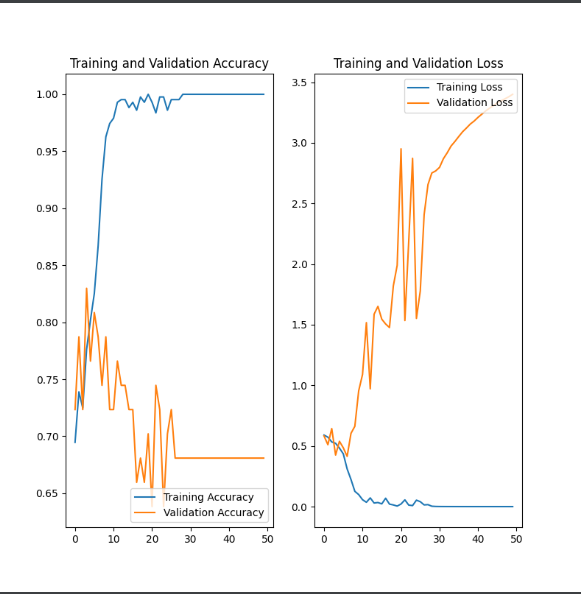 Training and Validation Accuracy
1.00
0.95
0.90
0.85
0.80
0.75
0.70
0.65
Training Accuracy
Validation Accuracy
0 10 20 30 40 50
Training and Validation Loss
3.5
3.0
2.5
2.0
1.5
1.0
0.5
0.0
Training Loss
Validation Loss
0 10 20 30 40 50